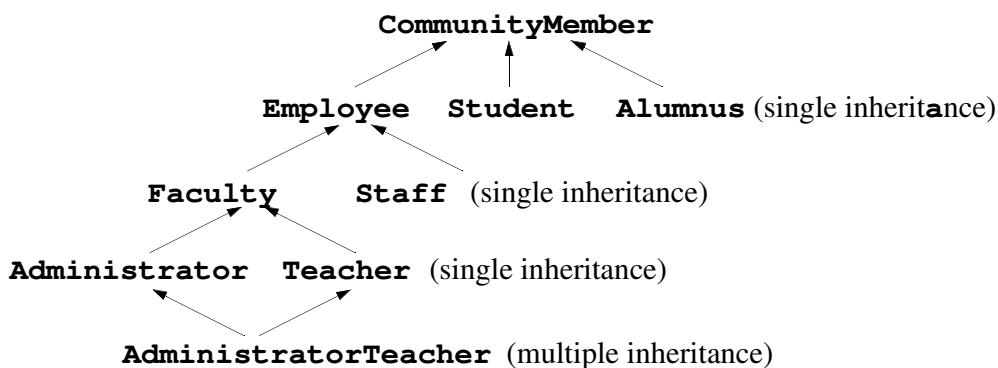 CommunityMember
Employee Student Alumnus (single inheritance)
Faculty Staff (single inheritance)
Administrator Teacher (single inheritance)
AdministratorTeacher (multiple inheritance)